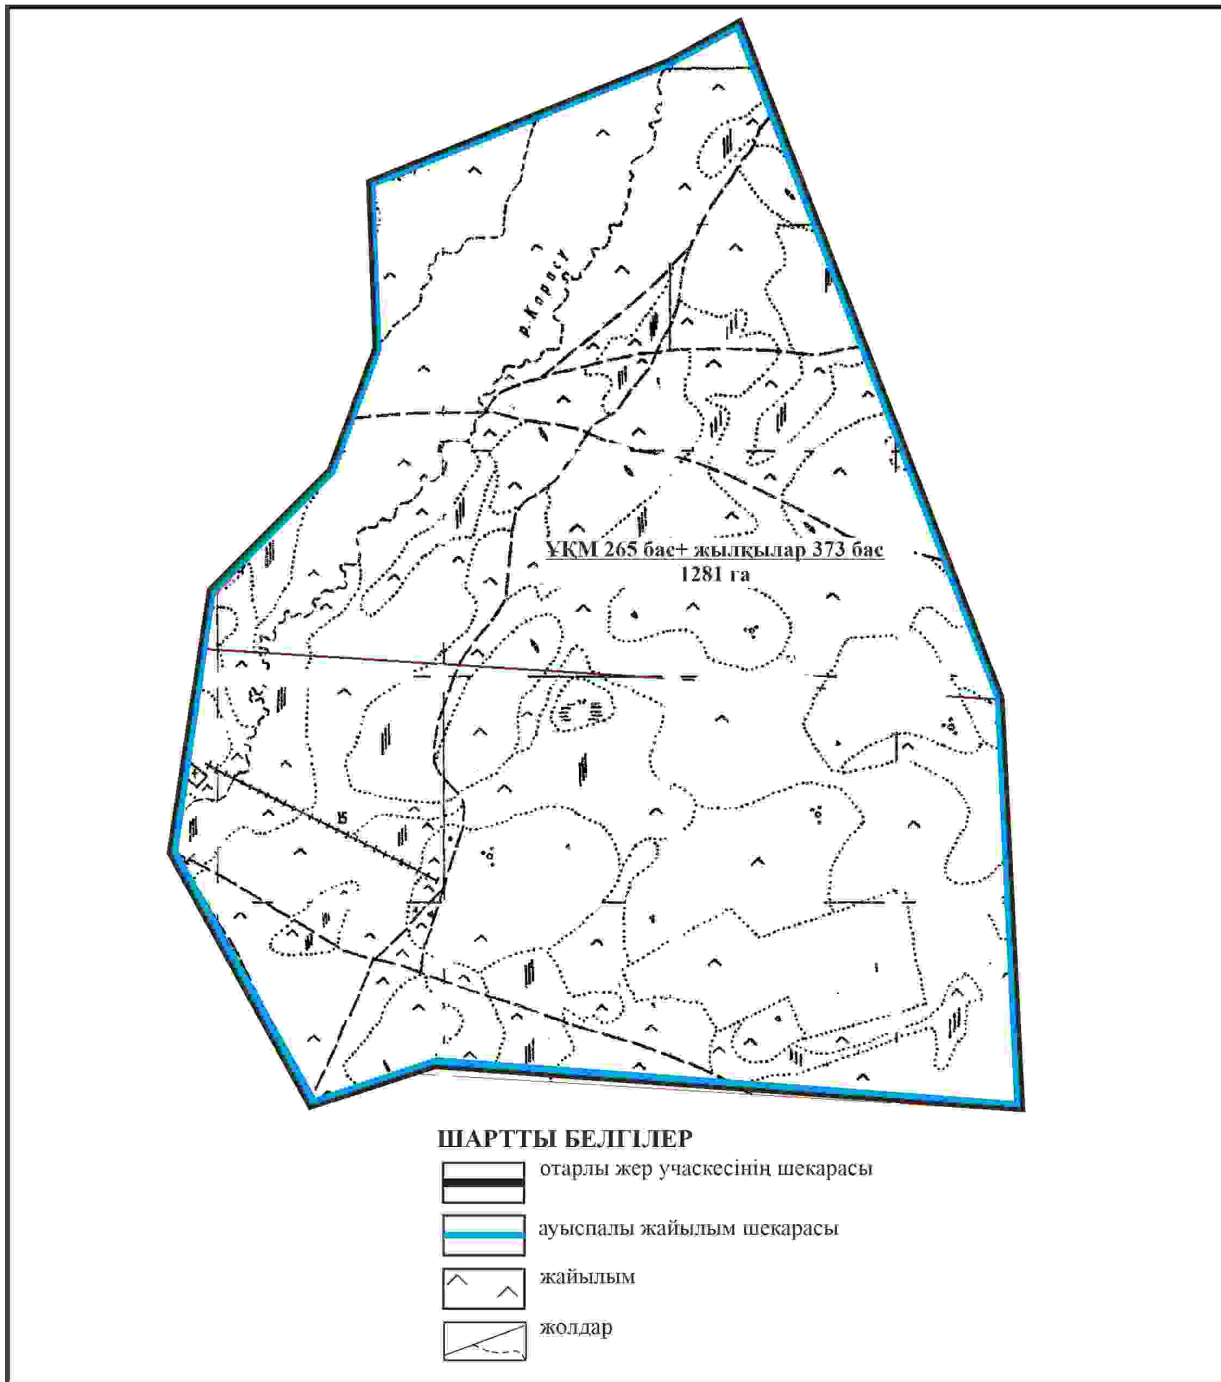 р. Карасу
ҰҚМ 265 бас+ жылқылар 373 бас
1281 га
15
ШАРТТЫ БЕЛГІЛЕР
отарлы жер учаскесінің шекарасы
ауыспалы жайылым шекарасы
жайылым
жолдар